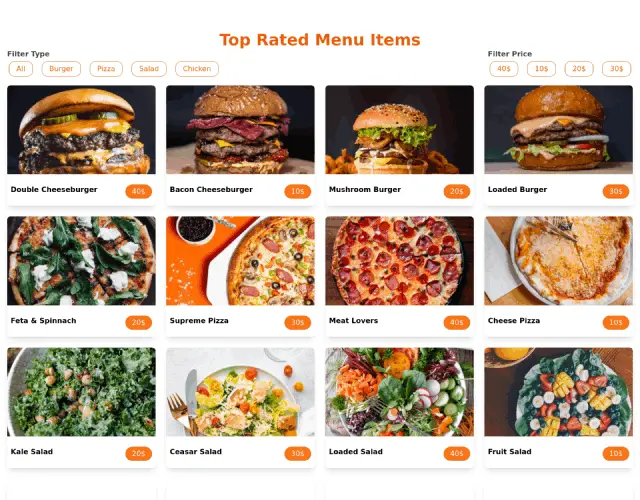 Top Rated Menu Items
Filter Type
Filter Price
All Burger Pizza Salad Chicken
40$ 10$ 20$ 30$
Double Cheeseburger 40$
Bacon Cheeseburger 10$
Mushroom Burger 20$
Loaded Burger 30$
Feta & Spinnach 20$
Supreme Pizza 30$
Meat Lovers 40$
Cheese Pizza 10$
Kale Salad 20$
Ceasar Salad 30$
Loaded Salad 40$
Fruit Salad 10$